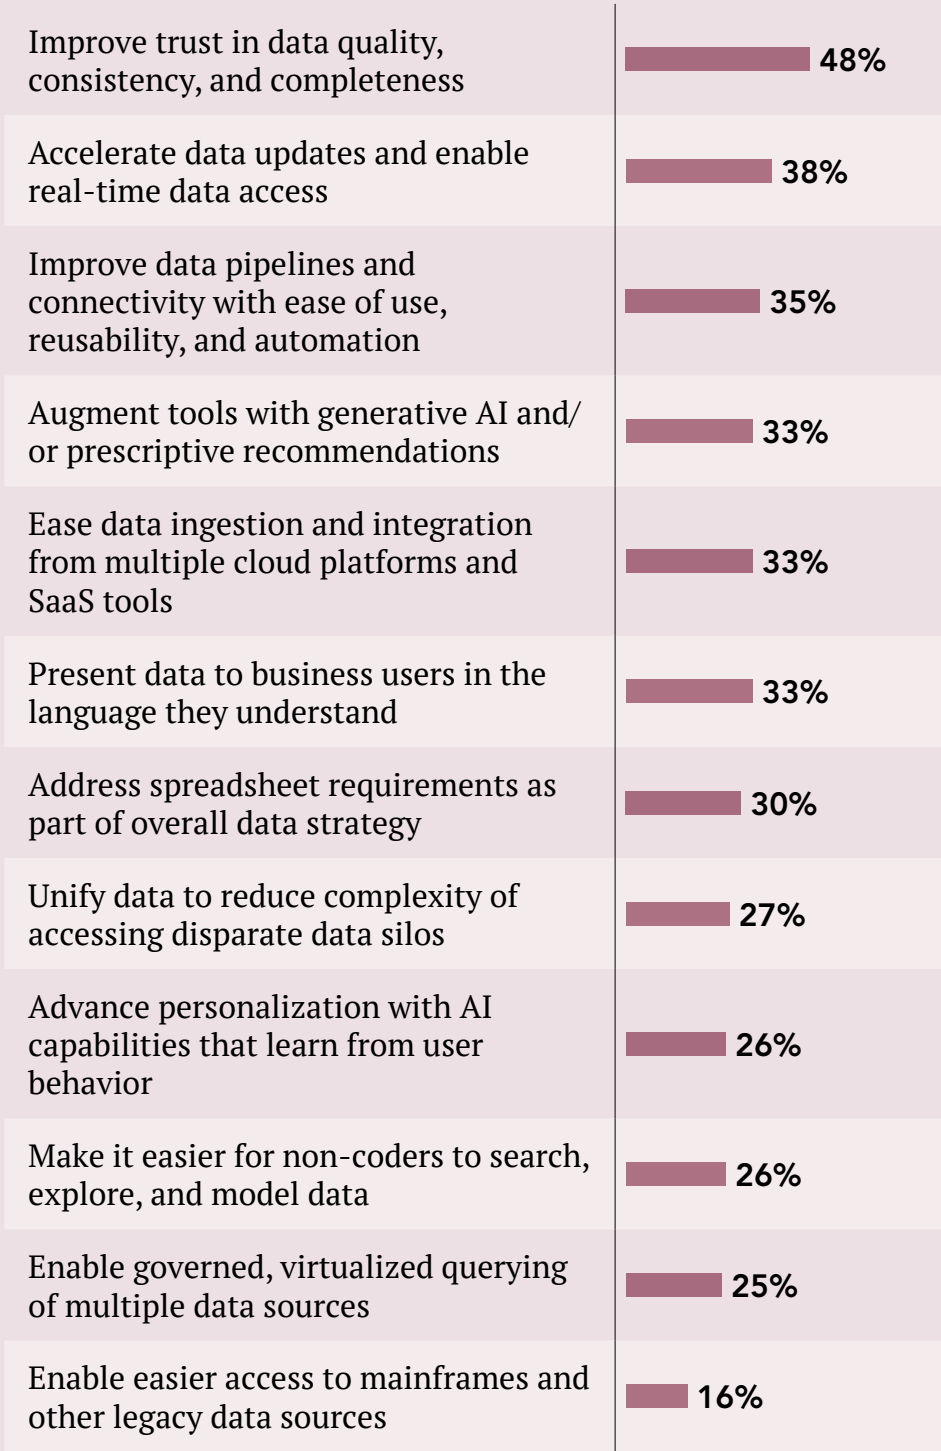 Improve trust in data quality,
consistency, and completeness
48%
Accelerate data updates and enable
real-time data access
38%
Improve data pipelines and
connectivity with ease of use,
reusability, and automation
35%
Augment tools with generative AI and/
or prescriptive recommendations
33%
Ease data ingestion and integration
from multiple cloud platforms and
SaaS tools
33%
Present data to business users in the
language they understand
33%
Address spreadsheet requirements as
part of overall data strategy
30%
Unify data to reduce complexity of
accessing disparate data silos
27%
Advance personalization with AI
capabilities that learn from user
behavior
26%
Make it easier for non-coders to search,
explore, and model data
26%
Enable governed, virtualized querying
of multiple data sources
25%
Enable easier access to mainframes and
other legacy data sources
16%